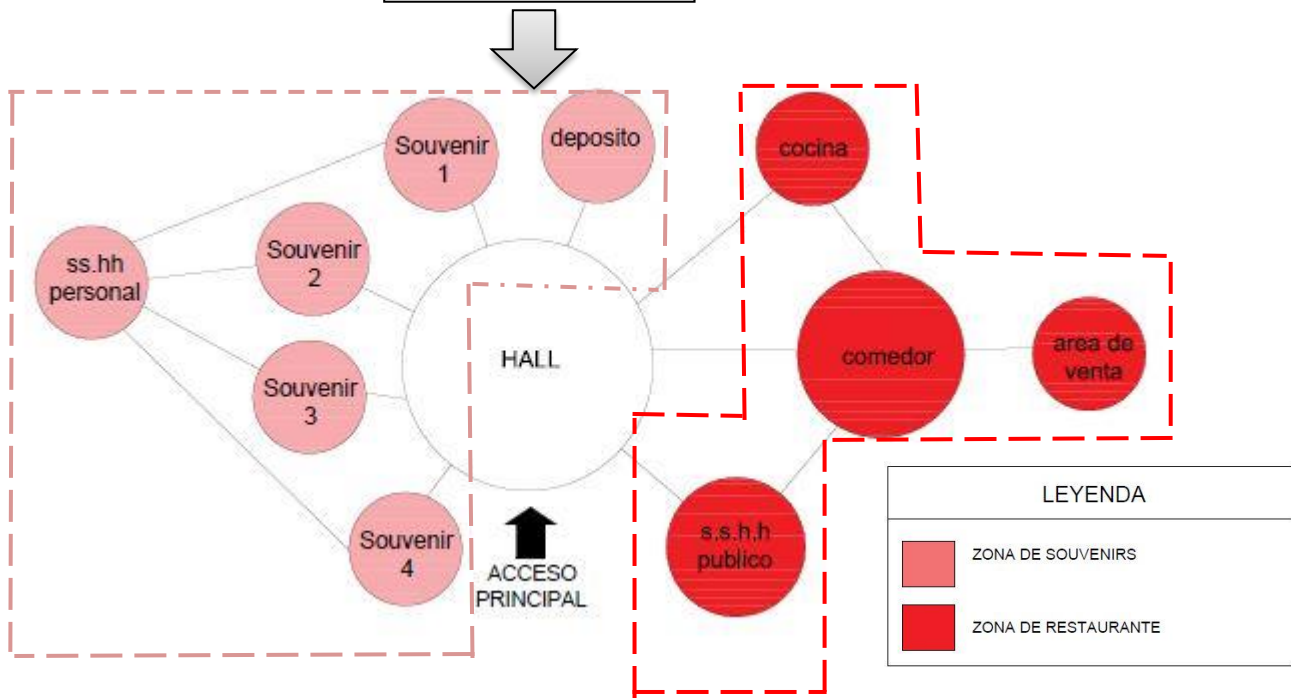 Souvenir
1
deposito
cocina
ss.hh
personal
Souvenir
2
HALL
comedor
area de
venta
Souvenir
3
Souvenir
4
ACCESO
PRINCIPAL
s,s.h,h
publico
LEYENDA
ZONA DE SOUVENIRS
ZONA DE RESTAURANTE